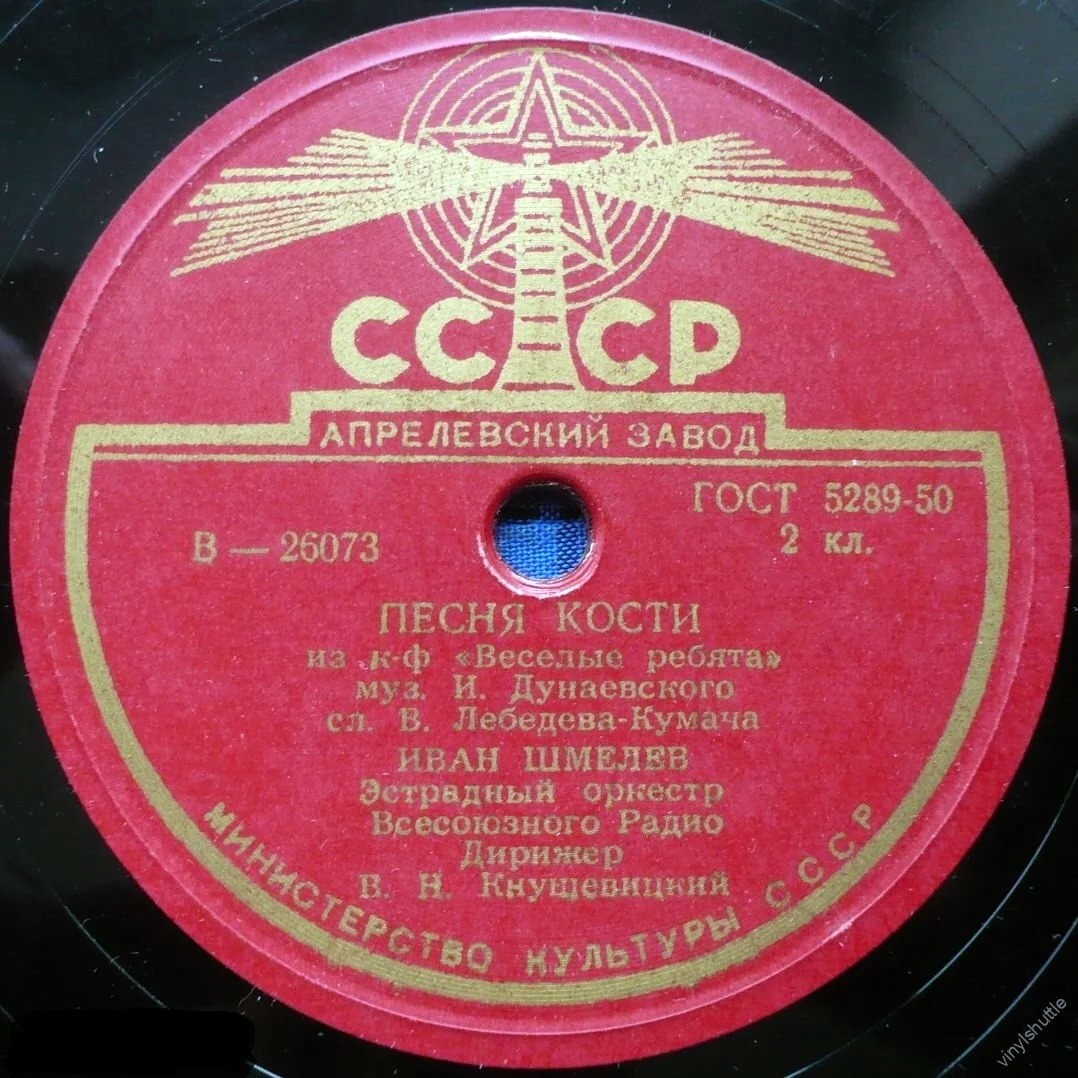 СССР
АПРЕЛЕВСКИЙ ЗАВОД
ГОСТ 5289-50
В — 26073
2 кл.
ПЕСНЯ КОСТИ
из к-ф «Веселые ребята»
муз. И. Дунаевского
сл. В. Лебедева-Кумача
ИВАН ШМЕЛЕВ
Эстрадный оркестр
Всесоюзного Радио
Дирижер
В. Н. Кнушевицкий
МИНИСТЕРСТВО КУЛЬТУРЫ СССР
vinylshuttle